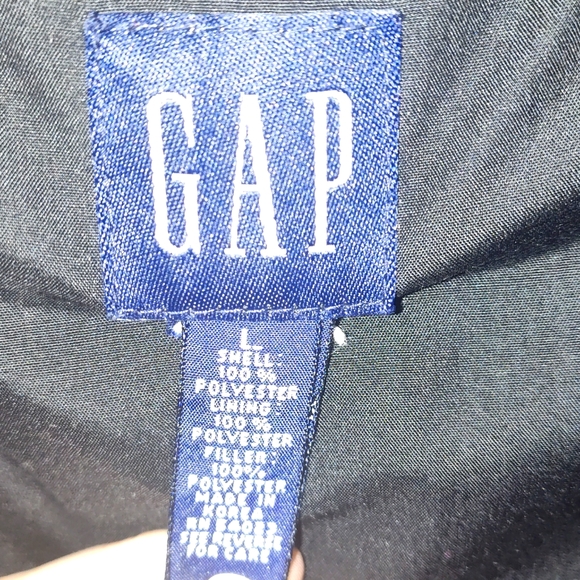 GAP
L
SHELL:
100%
POLYESTER
LINING:
100%
POLYESTER
FILLER:
100%
POLYESTER
MADE IN
KOREA
RN 54023
SEE REVERSE
FOR CARE